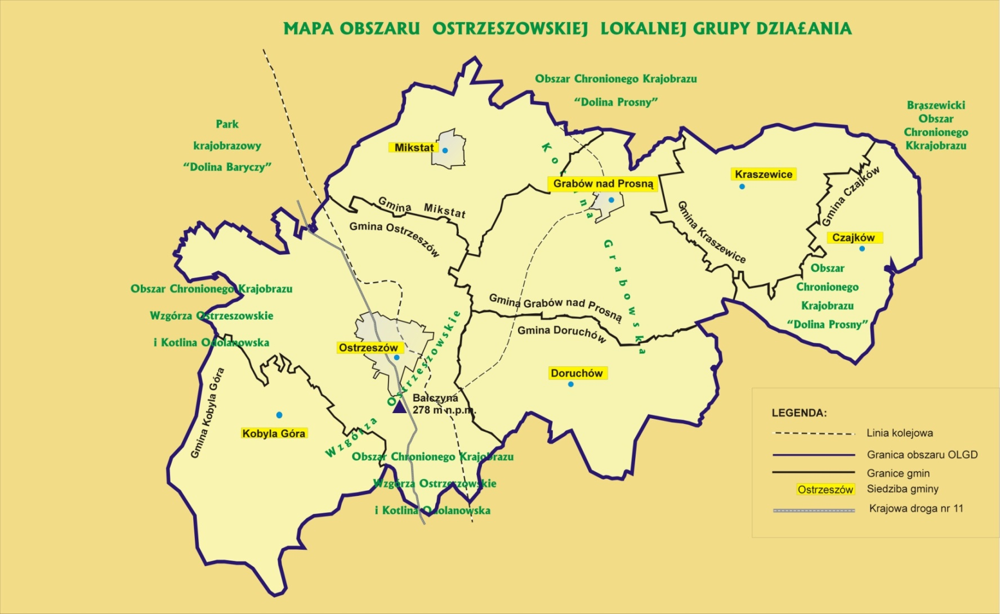 MAPA OBSZARU OSTRZESZOWSKIEJ LOKALNEJ GRUPY DZIA£ANIA
Obszar Chronionego Krajobrazu
“Dolina Prosny”
Brąszewicki
Obszar
Chronionego
Kkrajobrazu
Park
krajobrazowy
“Dolina Baryczy”
Mikstat
Kraszewice
Grabów nad Prosną
Gmina Mikstat
Gmina Ostrzeszów
Gmina Kraszewice
Gmina Czajków
Czajków
Obszar
Chronionego
Krajobrazu
“Dolina Prosny”
Grabowska
Obszar Chronionego Krajobrazu
Wzgórza Ostrzeszowskie
i Kotlina Odolanowska
Gmina Grabów nad Prosną
Gmina Doruchów
Ostrzeszów
Doruchów
Wzgórza Ostrzeszowskie
Bałczyna
278 m n.p.m.
Gmina Kobyla Góra
Kobyla Góra
Obszar Chronionego Krajobrazu
Wzgórza Ostrzeszowskie
i Kotlina Odolanowska
LEGENDA:
Linia kolejowa
Granica obszaru OLGD
Granice gmin
Ostrzeszów Siedziba gminy
Krajowa droga nr 11